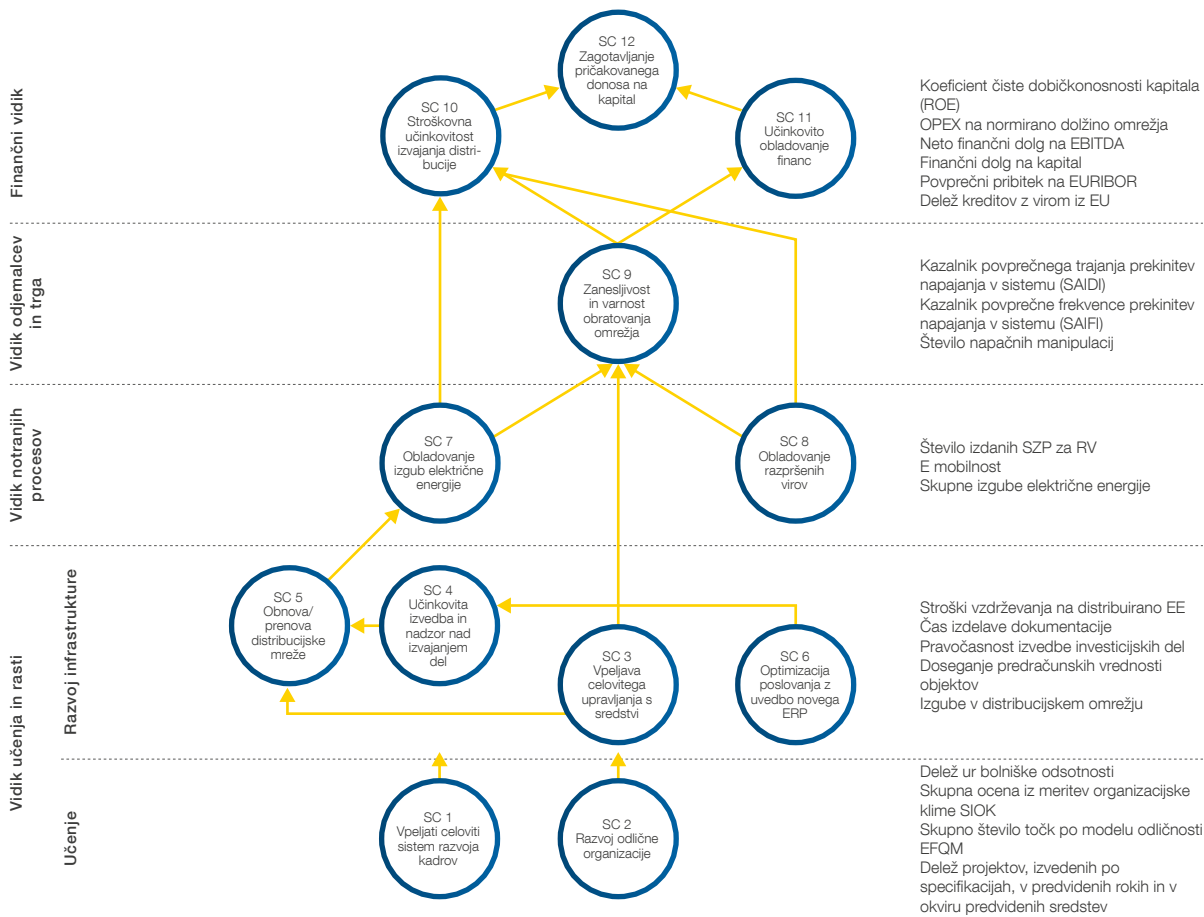 Finančni vidik
SC 12
Zagotavljanje
pričakovanega
donosa na
kapital
SC 10
Stroškovna
učinkovitost
izvajanja distri-
bucije
SC 11
Učinkovito
obladovanje
financ
Koeficient čiste dobičkonosnosti kapitala
(ROE)
OPEX na normirano dolžino omrežja
Neto finančni dolg na EBITDA
Finančni dolg na kapital
Povprečni pribitek na EURIBOR
Delež kreditov z virom iz EU
Vidik odjemalcev
in trga
SC 9
Zanesljivost
in varnost
obratovanja
omrežja
Kazalnik povprečnega trajanja prekinitev
napajanja v sistemu (SAIDI)
Kazalnik povprečne frekvence prekinitev
napajanja v sistemu (SAIFI)
Število napačnih manipulacij
Vidik notranjih
procesov
SC 7
Obladovanje
izgub električne
energije
SC 8
Obladovanje
razpršenih
virov
Število izdanih SZP za RV
E mobilnost
Skupne izgube električne energije
Vidik učenja in rasti
Razvoj infrastrukture
SC 5
Obnova/
prenova
distribucijske
mreže
SC 4
Učinkovita
izvedba in
nadzor nad
izvajanjem
del
SC 3
Vpeljava
celovitega
upravljanja s
sredstvi
SC 6
Optimizacija
poslovanja z
uvedbo novega
ERP
Stroški vzdrževanja na distribuirano EE
Čas izdelave dokumentacije
Pravočasnost izvedbe investicijskih del
Doseganje predračunskih vrednosti
objektov
Izgube v distribucijskem omrežju
Učenje
SC 1
Vpeljati celoviti
sistem razvoja
kadrov
SC 2
Razvoj odlične
organizacije
Delež ur bolniške odsotnosti
Skupna ocena iz meritev organizacijske
klime SIOK
Skupno število točk po modelu odličnosti
EFQM
Delež projektov, izvedenih po
specifikacijah, v predvidenih rokih in v
okviru predvidenih sredstev